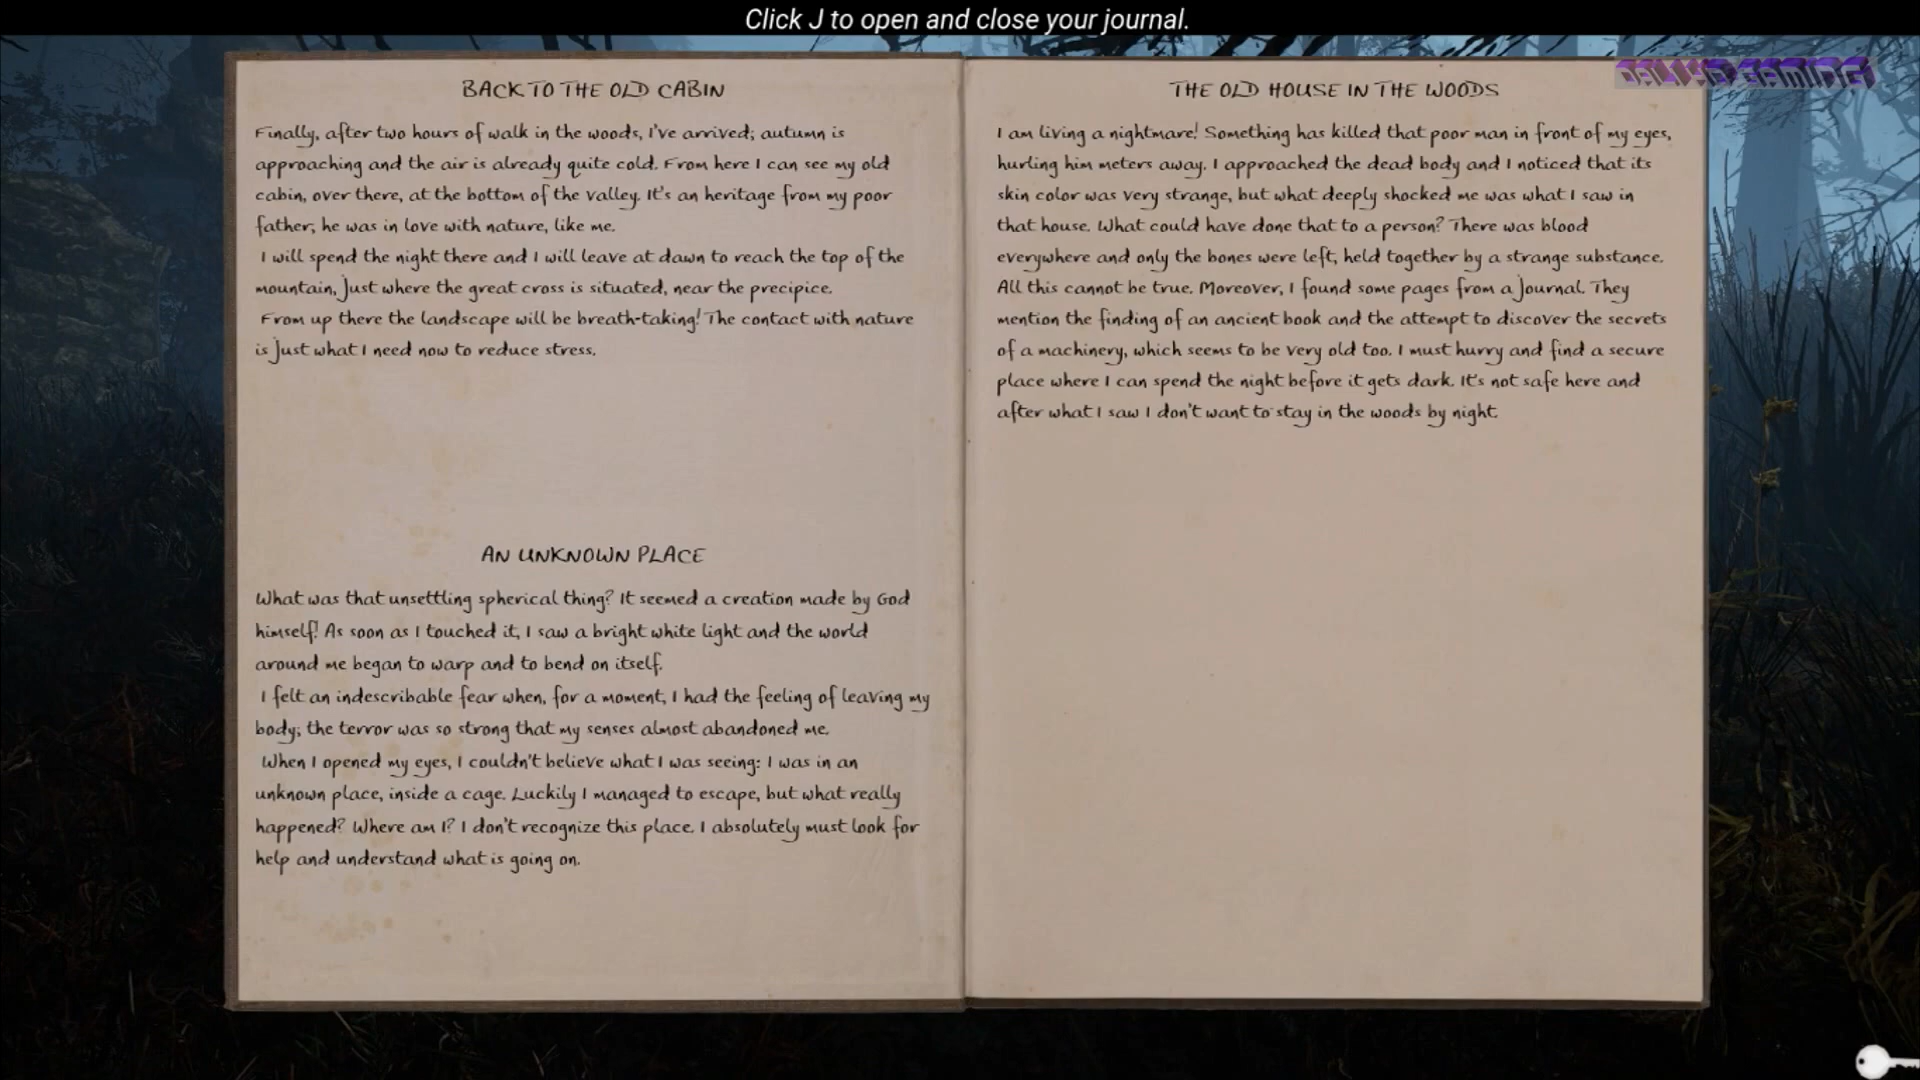 Click J to open and close your journal.
BACK TO THE OLD CABIN
Finally, after two hours of walk in the woods, I've arrived; autumn is
approaching and the air is already quite cold. From here I can see my old
cabin, over there, at the bottom of the valley. It's an heritage from my poor
father; he was in love with nature, like me.
I will spend the night there and I will leave at dawn to reach the top of the
mountain, just where the great cross is situated, near the precipice.
From up there the landscape will be breath-taking! The contact with nature
is just what I need now to reduce stress.
AN UNKNOWN PLACE
What was that unsettling spherical thing? It seemed a creation made by God
himself! As soon as I touched it, I saw a bright white light and the world
around me began to warp and to bend on itself.
I felt an indescribable fear when, for a moment, I had the feeling of leaving my
body; the terror was so strong that my senses almost abandoned me.
When I opened my eyes, I couldn't believe what I was seeing: I was in an
unknown place, inside a cage. Luckily I managed to escape, but what really
happened? Where am I? I don't recognize this place. I absolutely must look for
help and understand what is going on.
THE OLD HOUSE IN THE WOODS
I am living a nightmare! Something has killed that poor man in front of my eyes,
hurling him meters away. I approached the dead body and I noticed that its
skin color was very strange, but what deeply shocked me was what I saw in
that house. What could have done that to a person? There was blood
everywhere and only the bones were left, held together by a strange substance.
All this cannot be true. Moreover, I found some pages from a journal. They
mention the finding of an ancient book and the attempt to discover the secrets
of a machinery, which seems to be very old too. I must hurry and find a secure
place where I can spend the night before it gets dark. It's not safe here and
after what I saw I don't want to stay in the woods by night.
GAMING